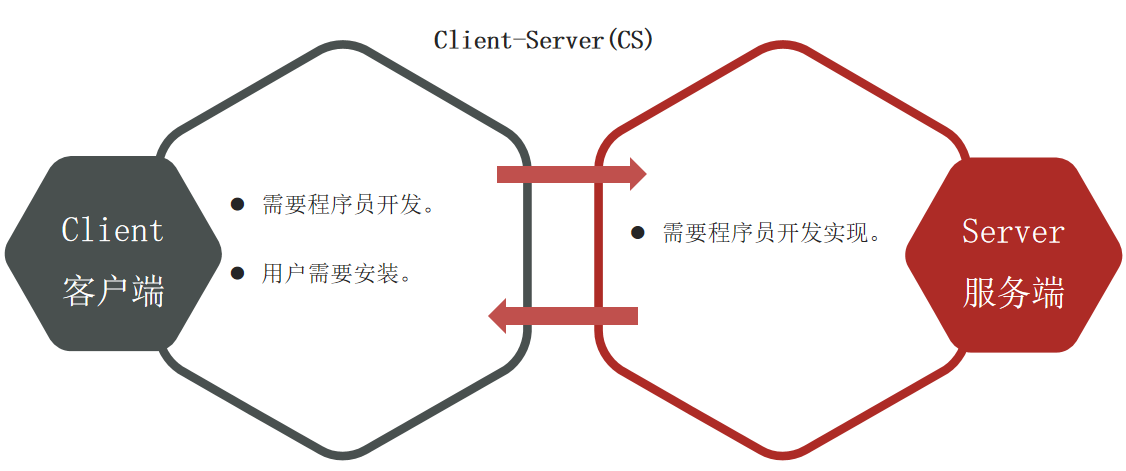 Client-Server(CS)
Client
客户端
● 需要程序员开发。
● 用户需要安装。
● 需要程序员开发实现。
Server
服务端